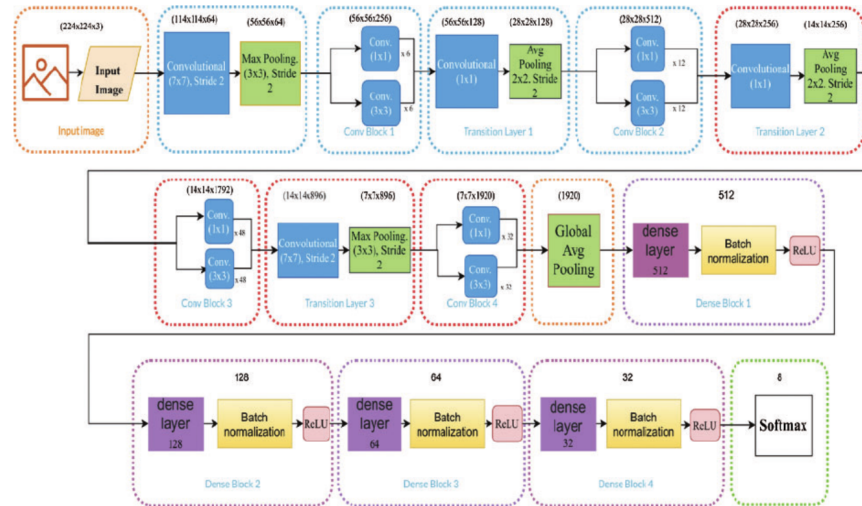 (224x224x3)
Input
Image
Input image
(114x114x64)
(56x56x64)
Convolutional
(7x7), Stride 2
Max Pooling.
(3x3), Stride
2
(56x56x256)
Conv.
(1x1)
x 6
Conv.
(3x3)
x 6
Conv Block 1
(56x56x128)
(28x28x128)
Convolutional
(1x1)
Avg
Pooling
2x2. Stride
2
Transition Layer 1
(28x28x512)
Conv.
(1x1)
x 12
Conv.
(3x3)
x 12
Conv Block 2
(28x28x256)
(14x14x256)
Convolutional
(1x1)
Avg
Pooling
2x2. Stride
2
Transition Layer 2
(14x14x1792)
Conv.
(1x1)
x 48
Conv.
(3x3)
x 48
Conv Block 3
(14x14x896)
(7x7x896)
Convolutional
(7x7), Stride 2
Max Pooling.
(3x3), Stride
2
Transition Layer 3
(7x7x1920)
Conv.
(1x1)
x 32
Conv.
(3x3)
x 32
Conv Block 4
(1920)
Global
Avg
Pooling
512
dense
layer
512
Batch
normalization
ReLU
Dense Block 1
128
dense
layer
128
Batch
normalization
ReLU
Dense Block 2
64
dense
layer
64
Batch
normalization
ReLU
Dense Block 3
32
dense
layer
32
Batch
normalization
ReLU
Dense Block 4
8
Softmax